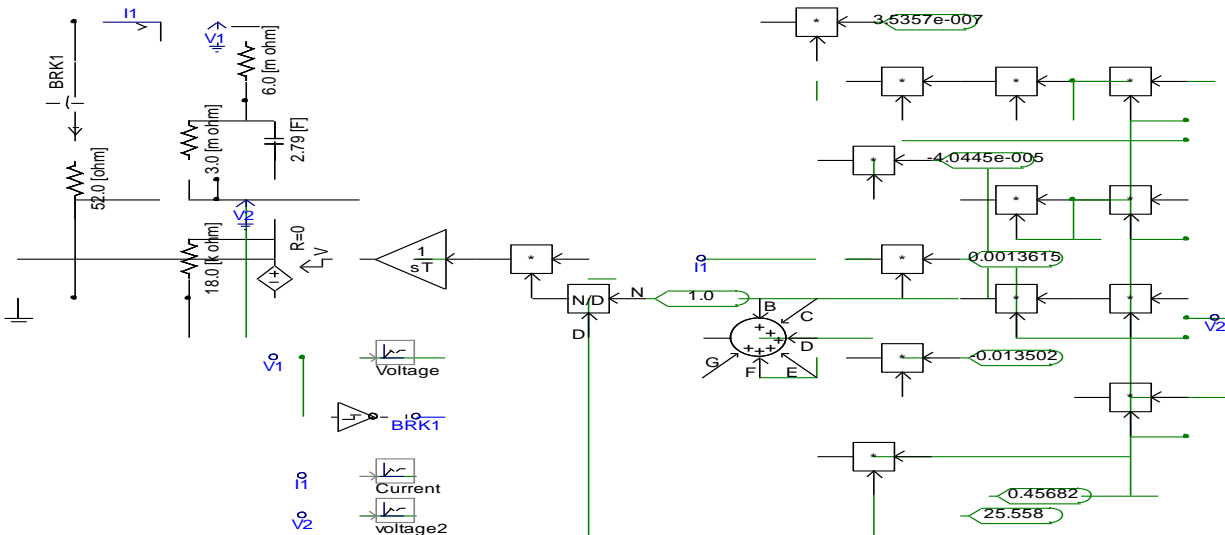 I1
V1
BRK1
6.0 [m ohm]
3.0 [m ohm]
2.79 [F]
52.0 [ohm]
V2
18.0 [k ohm]
R=0
V
+
-
1
sT
*
N/D
N
D
1.0
I1
B
C
D
E
F
G
+
+
+
+
+
+
*
3.5357e-007
*
*
*
*
-4.0445e-005
*
*
*
0.0013615
*
*
V2
*
-0.013502
*
*
0.45682
25.558
V1
Voltage
BRK1
I1
Current
V2
voltage2